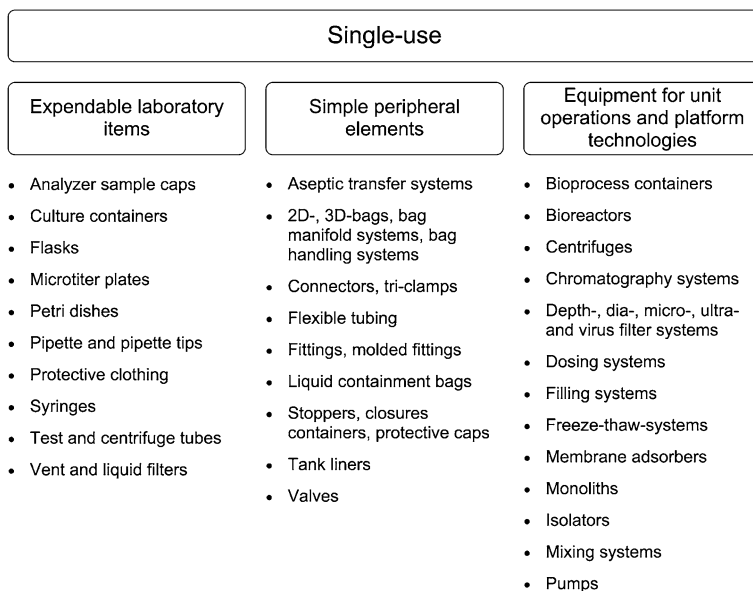 Single-use
Expendable laboratory
items
• Analyzer sample caps
• Culture containers
• Flasks
• Microtiter plates
• Petri dishes
• Pipette and pipette tips
• Protective clothing
• Syringes
• Test and centrifuge tubes
• Vent and liquid filters
Simple peripheral
elements
• Aseptic transfer systems
• 2D-, 3D-bags, bag
manifold systems, bag
handling systems
• Connectors, tri-clamps
• Flexible tubing
• Fittings, molded fittings
• Liquid containment bags
• Stoppers, closures
containers, protective caps
• Tank liners
• Valves
Equipment for unit
operations and platform
technologies
• Bioprocess containers
• Bioreactors
• Centrifuges
• Chromatography systems
• Depth-, dia-, micro-, ultra-
and virus filter systems
• Dosing systems
• Filling systems
• Freeze-thaw-systems
• Membrane adsorbers
• Monoliths
• Isolators
• Mixing systems
• Pumps